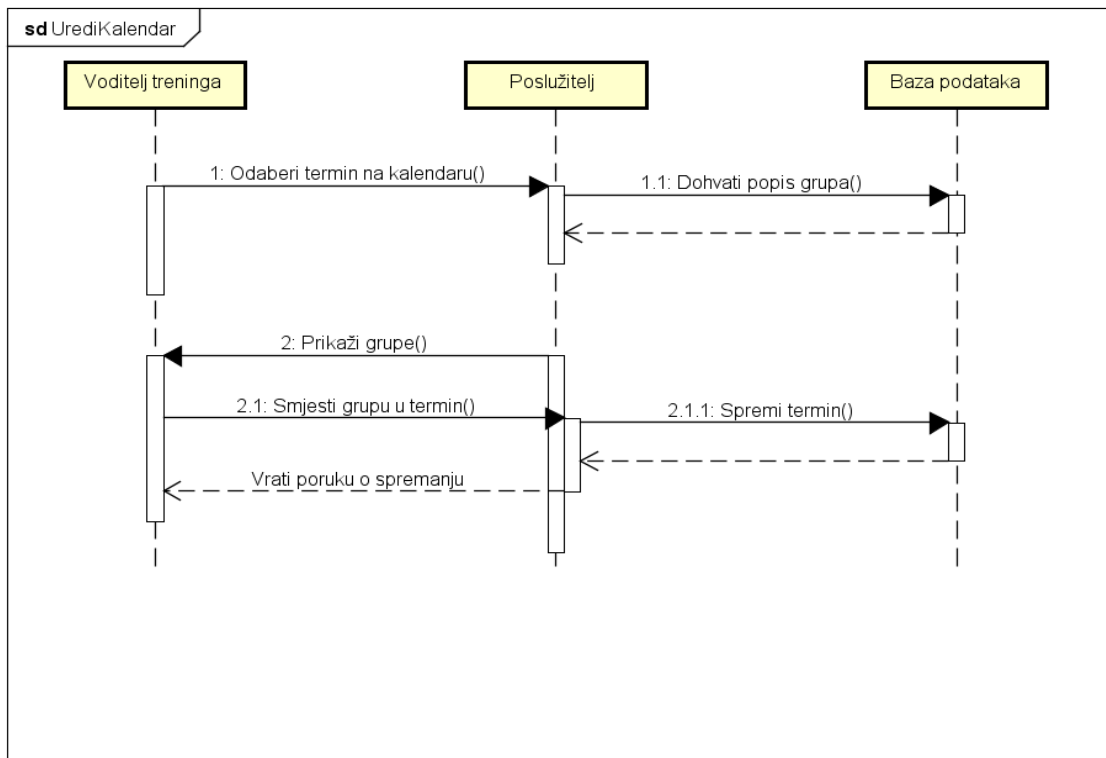 sd UrediKalendar
Voditelj treninga
Poslužitelj
Baza podataka
1: Odaberi termin na kalendaru()
1.1: Dohvati popis grupa()
2: Prikaži grupe()
2.1: Smjesti grupu u termin()
2.1.1: Spremi termin()
Vrati poruku o spremanju